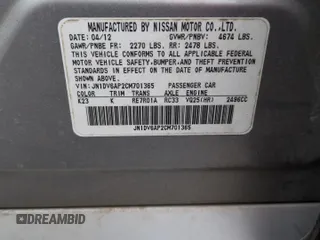 MANUFACTURED BY NISSAN MOTOR CO.,LTD.
DATE: 04/12 GVWR/PNBV: 4674 LBS.
GAWR/PNBE FR: 2270 LBS. RR: 2478 LBS.
THIS VEHICLE CONFORMS TO ALL APPLICABLE FEDERAL
MOTOR VEHICLE SAFETY,BUMPER,AND THEFT PREVENTION
STANDARDS IN EFFECT ON THE DATE OF MANUFACTURE
SHOWN ABOVE.
VIN:JN1DV6AP2CM701365 PASSENGER CAR
COLOR TRIM TRANS AXLE ENGINE
K23 K RE7R01A RC33 VQ25(HR) 2496CC
JN1DV6AP2CM701365
REZREMBID